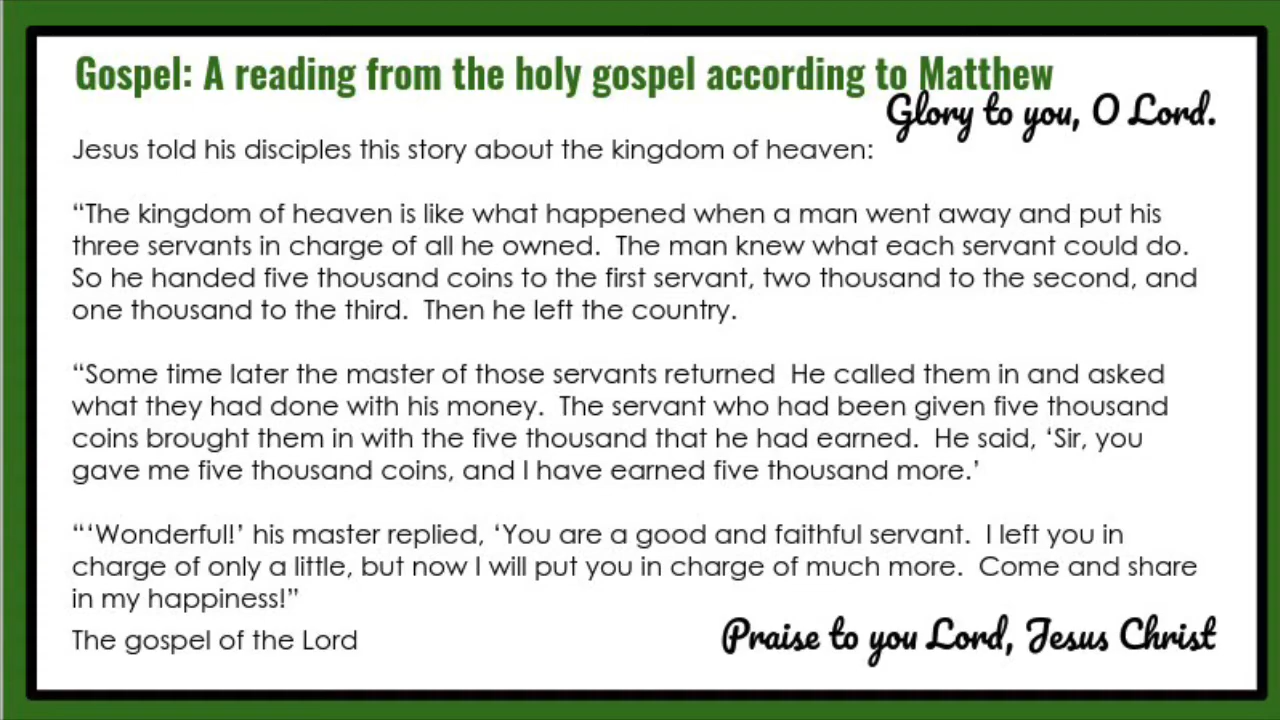 Gospel: A reading from the holy gospel according to Matthew
Glory to you, O Lord.
Jesus told his disciples this story about the kingdom of heaven:
“The kingdom of heaven is like what happened when a man went away and put his
three servants in charge of all he owned.  The man knew what each servant could do.
So he handed five thousand coins to the first servant, two thousand to the second, and
one thousand to the third.  Then he left the country.
“Some time later the master of those servants returned  He called them in and asked
what they had done with his money.  The servant who had been given five thousand
coins brought them in with the five thousand that he had earned.  He said, ‘Sir, you
gave me five thousand coins, and I have earned five thousand more.’
“‘Wonderful!’ his master replied, ‘You are a good and faithful servant.  I left you in
charge of only a little, but now I will put you in charge of much more.  Come and share
in my happiness!”
The gospel of the Lord
Praise to you Lord, Jesus Christ